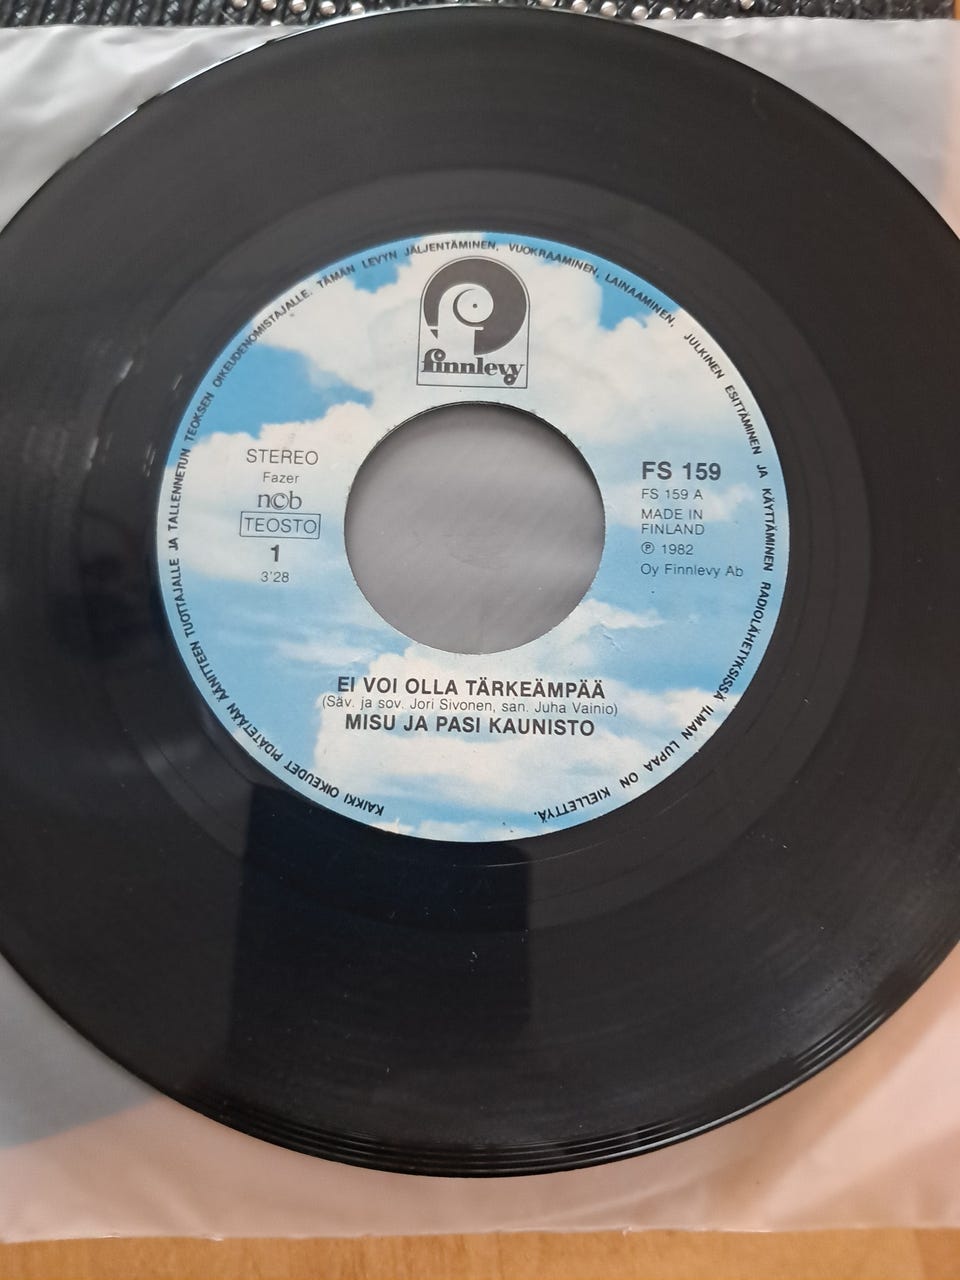 KAIKKI OIKEUDET PIDÄTETÄÄN ÄÄNITTEEN TUOTTAJALLE JA TALLENNETUN TEOKSEN OIKEUDENOMISTAJALLE. TÄMÄN LEVYN JÄLJENTÄMINEN, VUOKRAAMINEN, LAINAAMINEN, JULKINEN ESITTÄMINEN JA KÄYTTÄMINEN RADIOLÄHETYKSISSÄ ILMAN LUPAA ON KIELLETTYÄ.
finnlevy
STEREO
Fazer
ncb
TEOSTO
1
3'28
FS 159
FS 159 A
MADE IN
FINLAND
℗ 1982
Oy Finnlevy Ab
EI VOI OLLA TÄRKEÄMPÄÄ
(Säv. ja sov. Jori Sivonen, san. Juha Vainio)
MISU JA PASI KAUNISTO